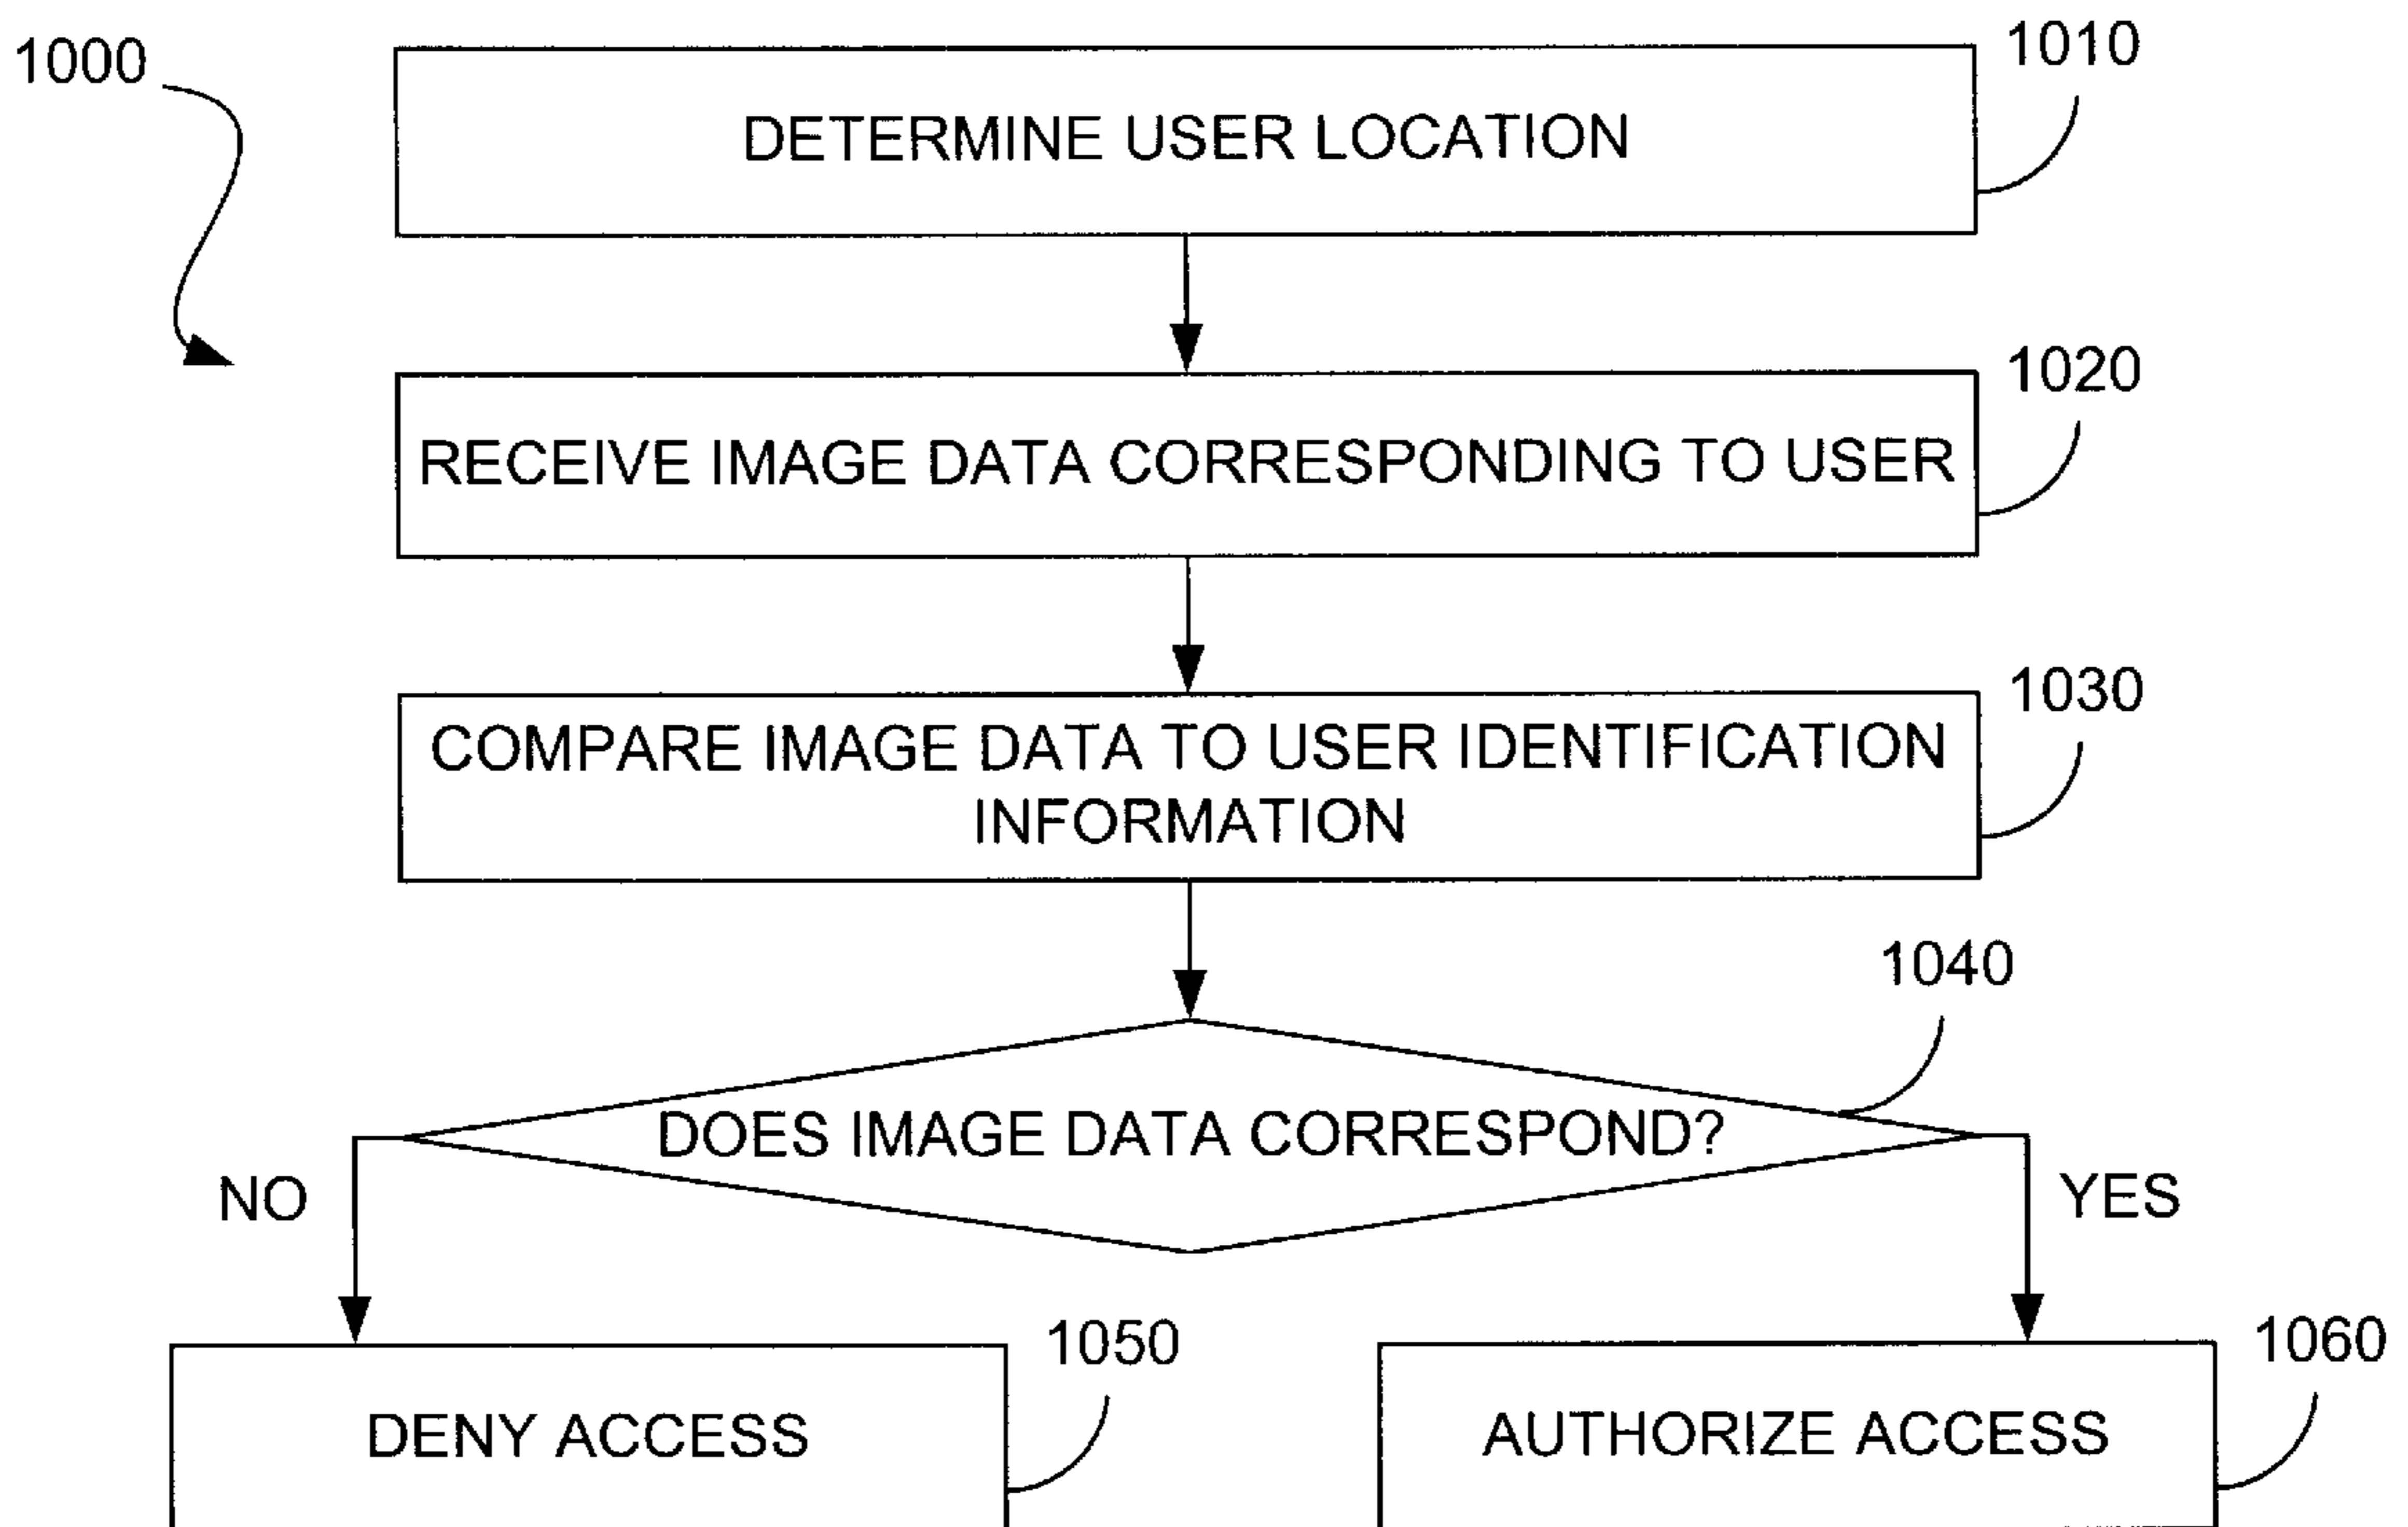 1000
1010
DETERMINE USER LOCATION
1020
RECEIVE IMAGE DATA CORRESPONDING TO USER
1030
COMPARE IMAGE DATA TO USER IDENTIFICATION
INFORMATION
1040
DOES IMAGE DATA CORRESPOND?
NO
YES
1050
1060
DENY ACCESS
AUTHORIZE ACCESS